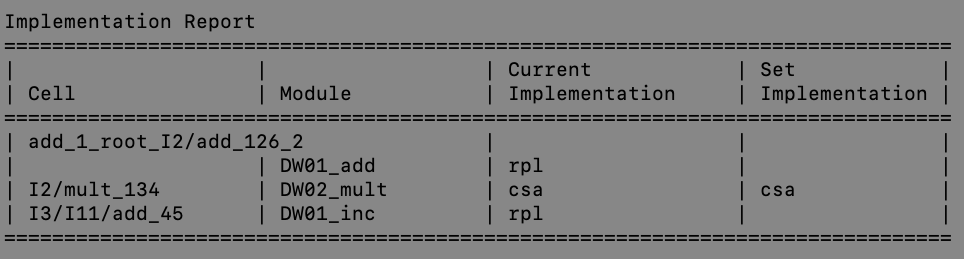 Implementation Report
===============================================================================
|                    |                  | Current            | Set            |
| Cell               | Module           | Implementation     | Implementation |
===============================================================================
| add_1_root_I2/add_126_2               |                    |                |
|                    | DW01_add         | rpl                |                |
| I2/mult_134        | DW02_mult        | csa                | csa            |
| I3/I11/add_45      | DW01_inc         | rpl                |                |
===============================================================================